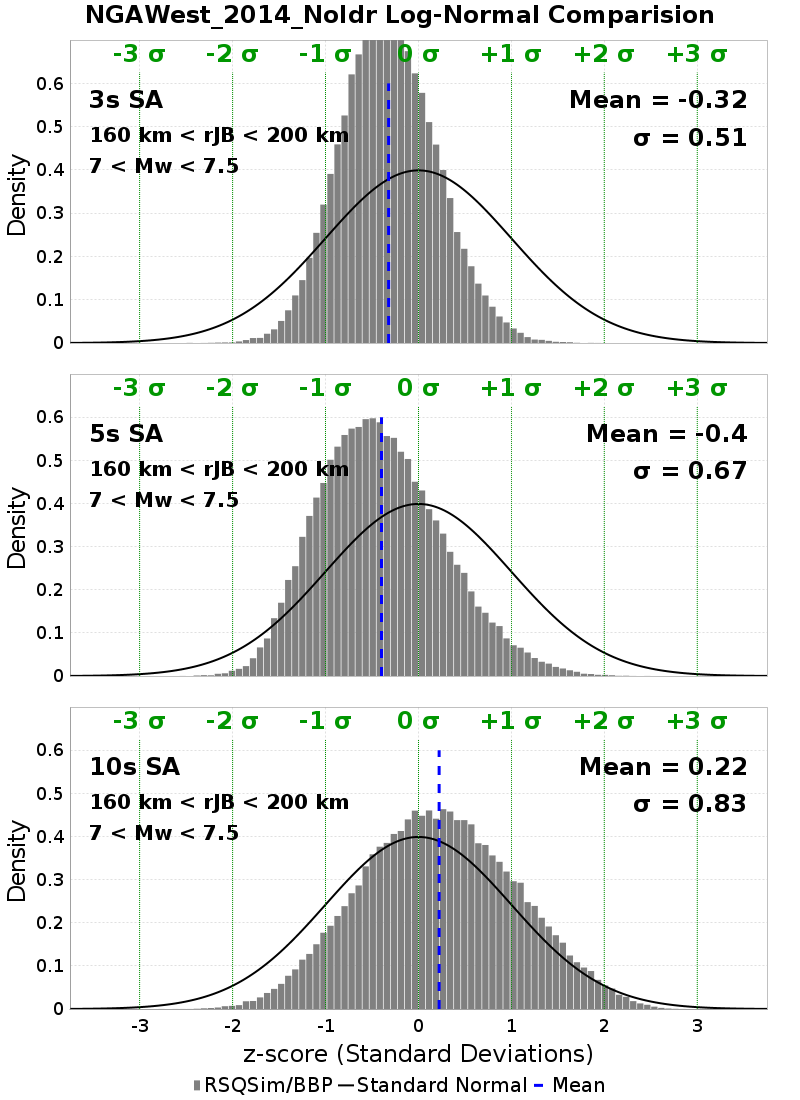 NGAWest_2014_NoIdr Log-Normal Comparision
-3 σ -2 σ -1 σ 0 σ +1 σ +2 σ +3 σ
0.6
3s SA Mean = -0.32
0.5
160 km < rJB < 200 km σ = 0.51
7 < Mw < 7.5
0.4
0.3
0.2
0.1
0
Density
-3 σ -2 σ -1 σ 0 σ +1 σ +2 σ +3 σ
0.6
5s SA Mean = -0.4
0.5
160 km < rJB < 200 km σ = 0.67
7 < Mw < 7.5
0.4
0.3
0.2
0.1
0
Density
-3 σ -2 σ -1 σ 0 σ +1 σ +2 σ +3 σ
0.6
10s SA Mean = 0.22
0.5
160 km < rJB < 200 km σ = 0.83
7 < Mw < 7.5
0.4
0.3
0.2
0.1
0
Density
-3 -2 -1 0 1 2 3
z-score (Standard Deviations)
RSQSim/BBP Standard Normal Mean